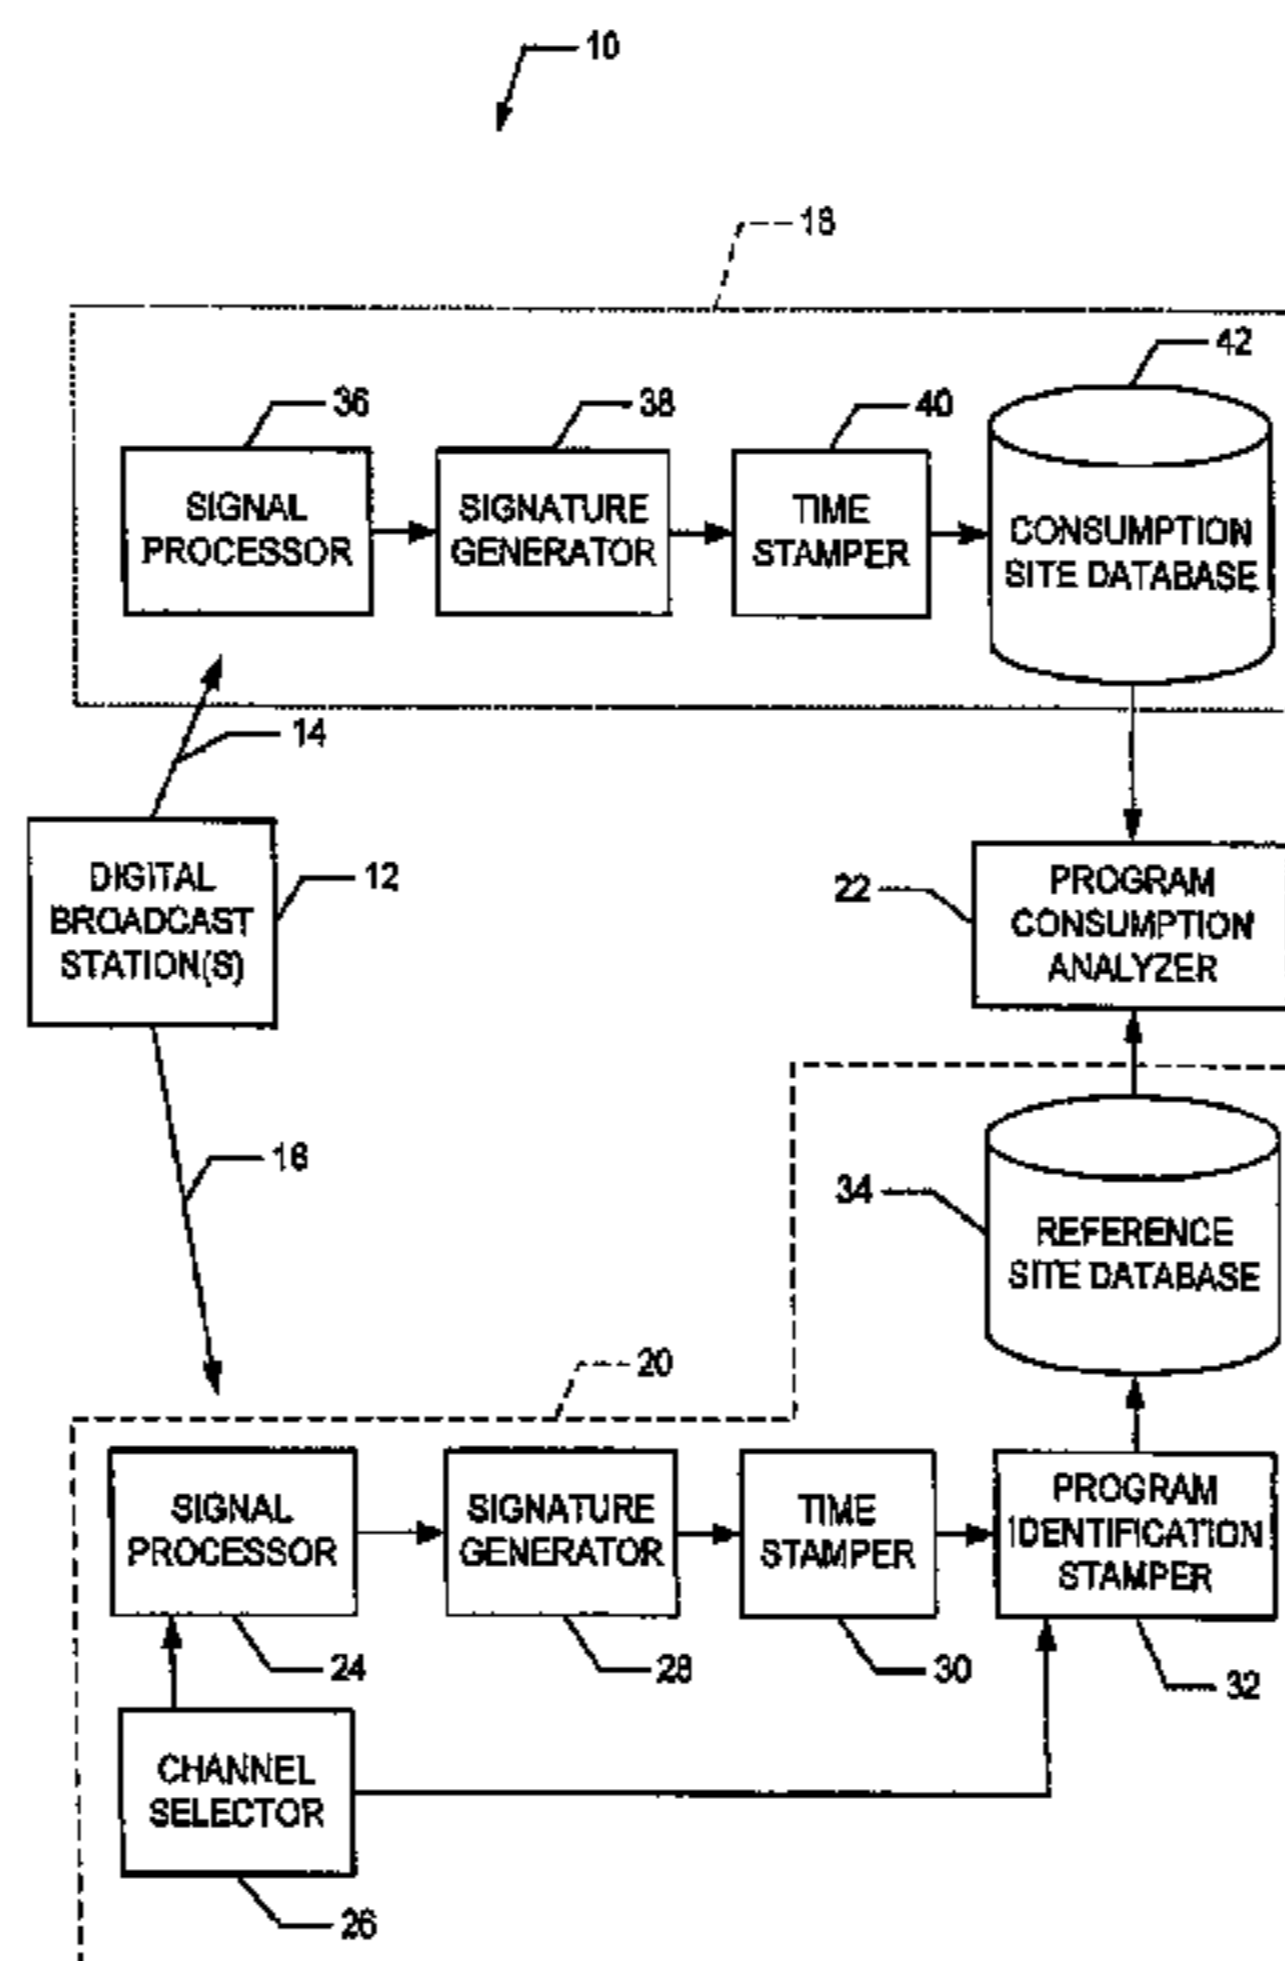 10
18
36
38
40
42
SIGNAL
PROCESSOR
SIGNATURE
GENERATOR
TIME
STAMPER
CONSUMPTION
SITE DATABASE
14
DIGITAL
BROADCAST
STATION(S)
12
22
PROGRAM
CONSUMPTION
ANALYZER
16
34
REFERENCE
SITE DATABASE
20
SIGNAL
PROCESSOR
SIGNATURE
GENERATOR
TIME
STAMPER
PROGRAM
IDENTIFICATION
STAMPER
24
28
30
32
CHANNEL
SELECTOR
26